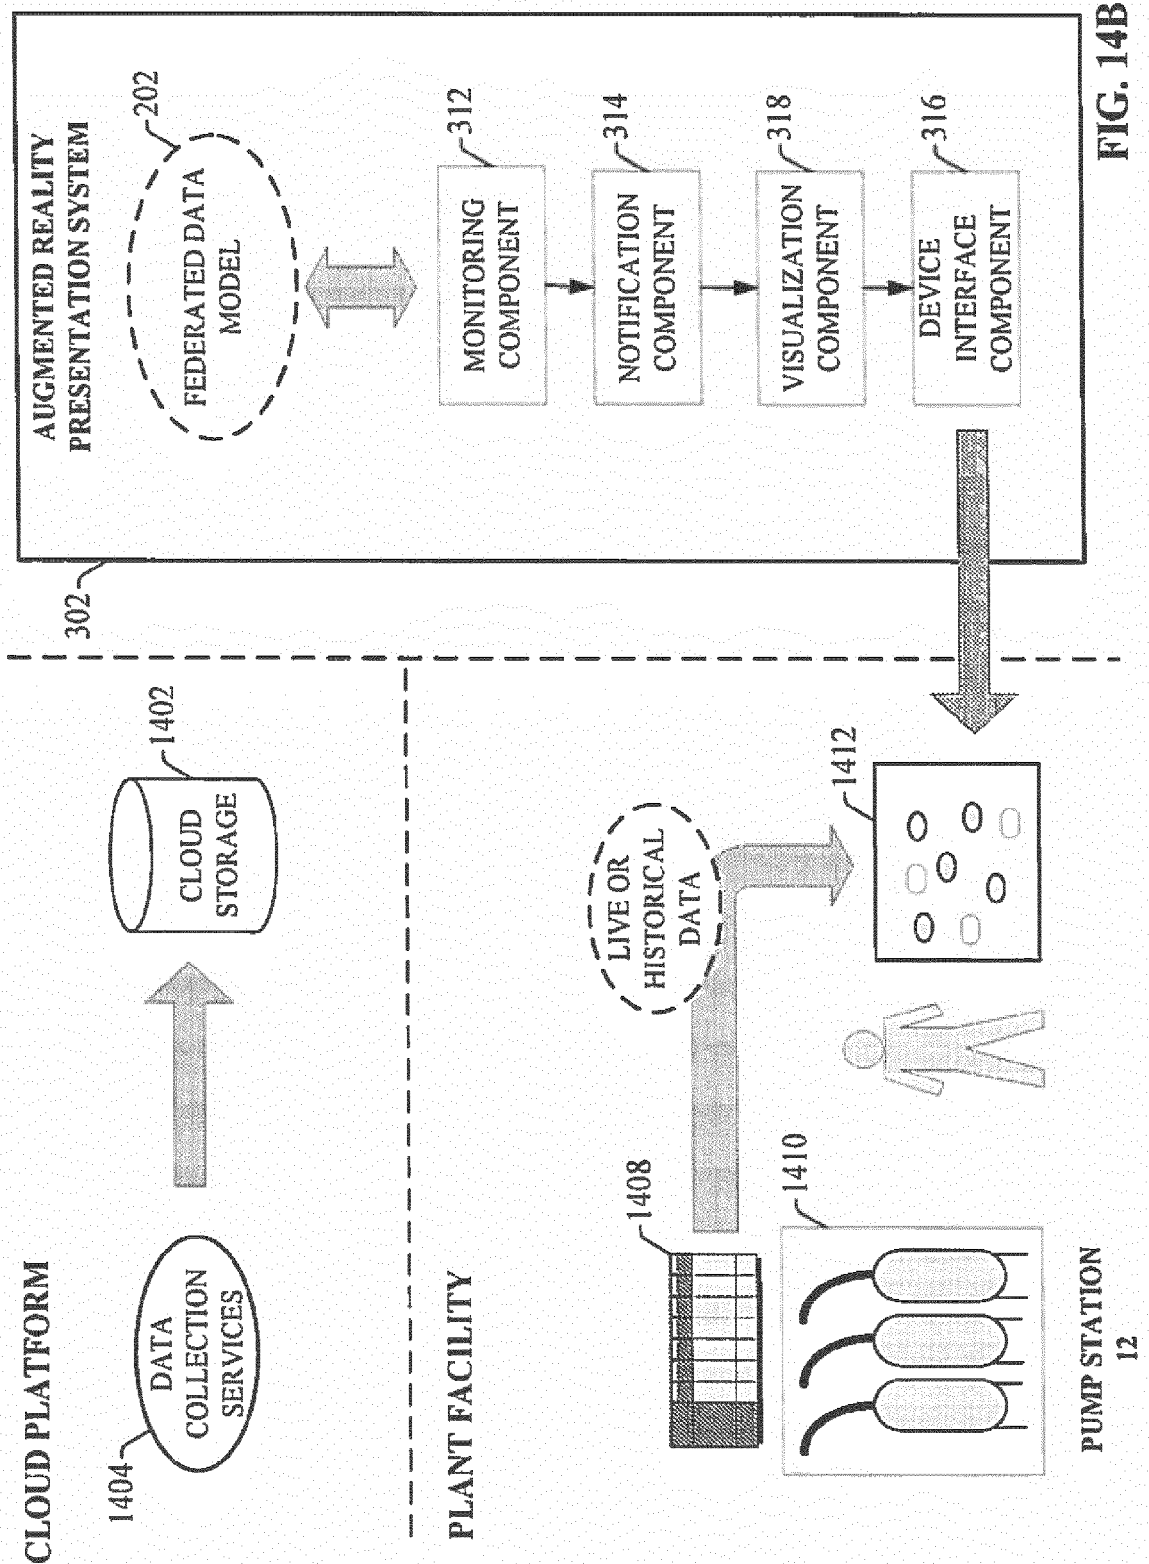 CLOUD PLATFORM
1404
DATA
COLLECTION
SERVICES
1402
CLOUD
STORAGE
302
AUGMENTED REALITY
PRESENTATION SYSTEM
202
FEDERATED DATA
MODEL
312
MONITORING
COMPONENT
314
NOTIFICATION
COMPONENT
318
VISUALIZATION
COMPONENT
316
DEVICE
INTERFACE
COMPONENT
PLANT FACILITY
1408
LIVE OR
HISTORICAL
DATA
1410
1412
PUMP STATION
12
FIG. 14B